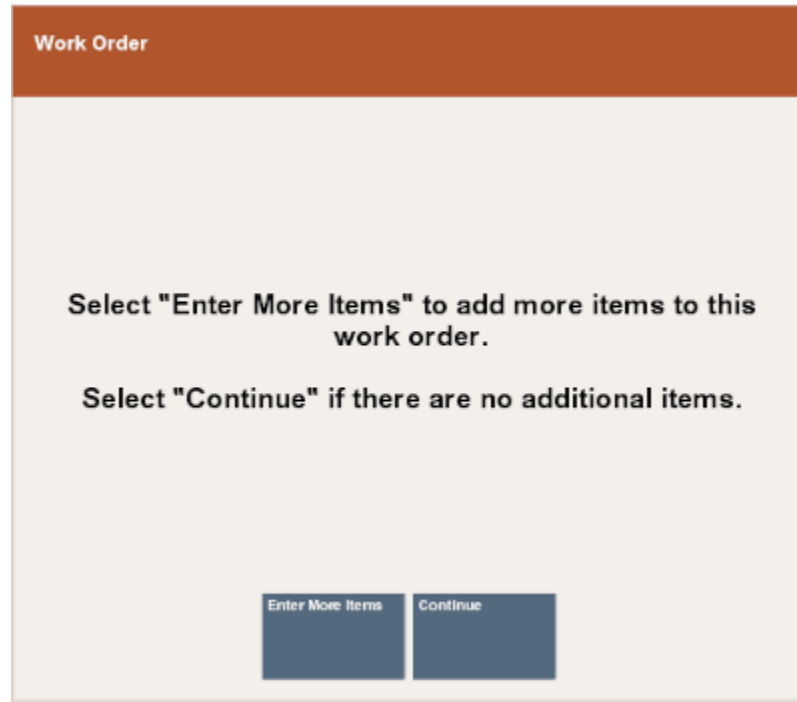 Work Order
Select "Enter More Items" to add more items to this
work order.
Select "Continue" if there are no additional items.
Enter More Items
Continue